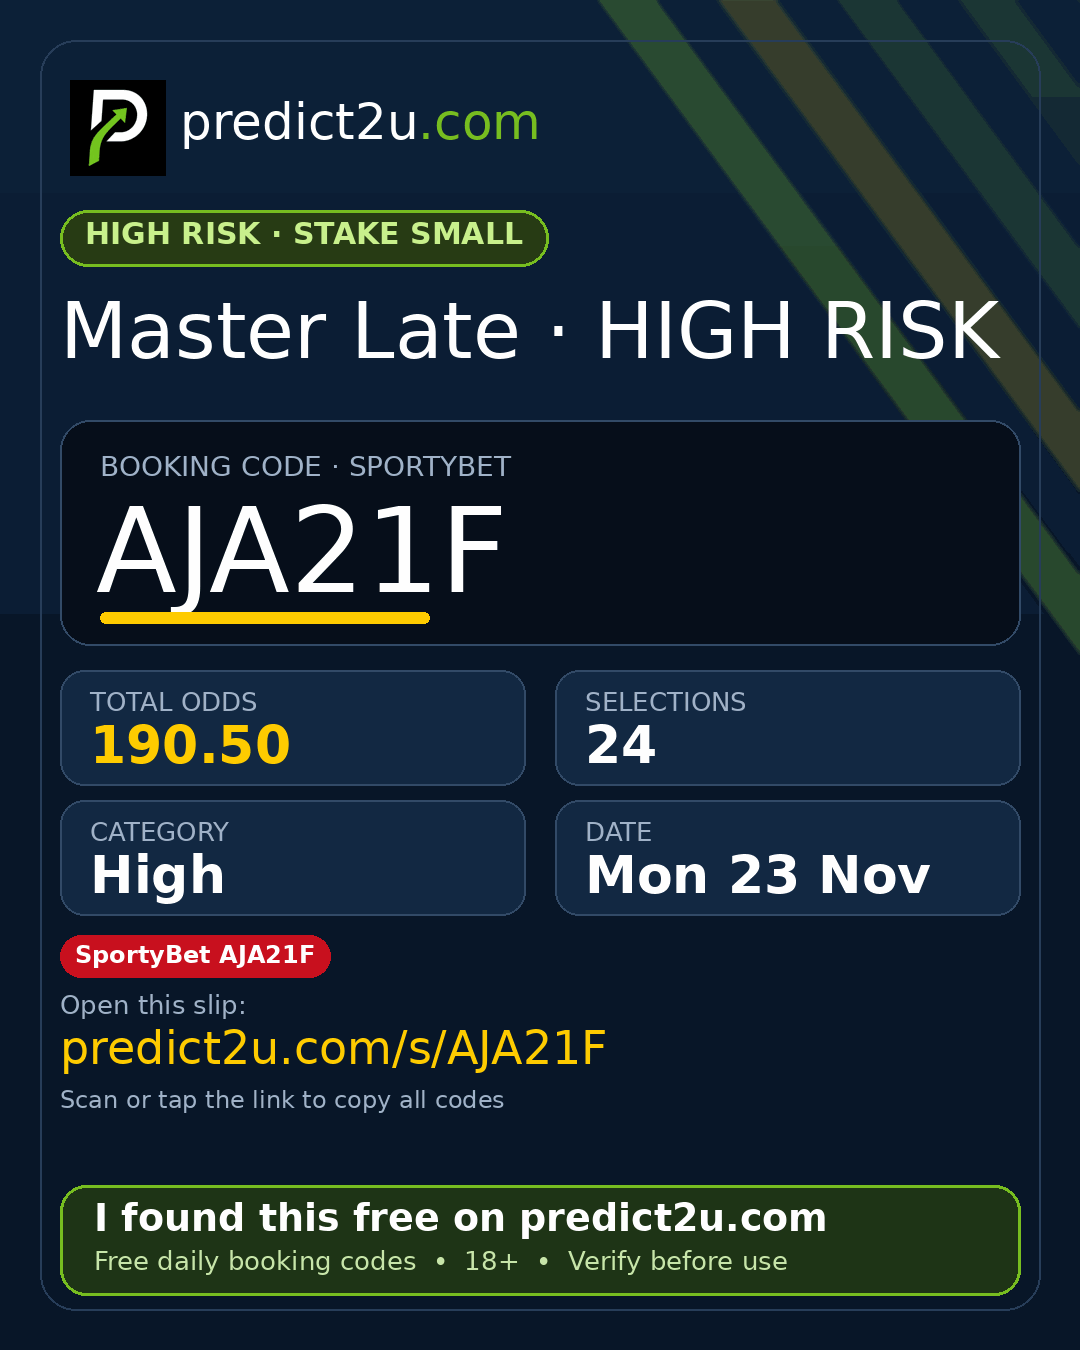 predict2u.com
HIGH RISK · STAKE SMALL
Master Late · HIGH RISK
BOOKING CODE · SPORTYBET
AJA21F
TOTAL ODDS
190.50
SELECTIONS
24
CATEGORY
High
DATE
Mon 23 Nov
SportyBet AJA21F
Open this slip:
predict2u.com/s/AJA21F
Scan or tap the link to copy all codes
I found this free on predict2u.com
Free daily booking codes • 18+ • Verify before use